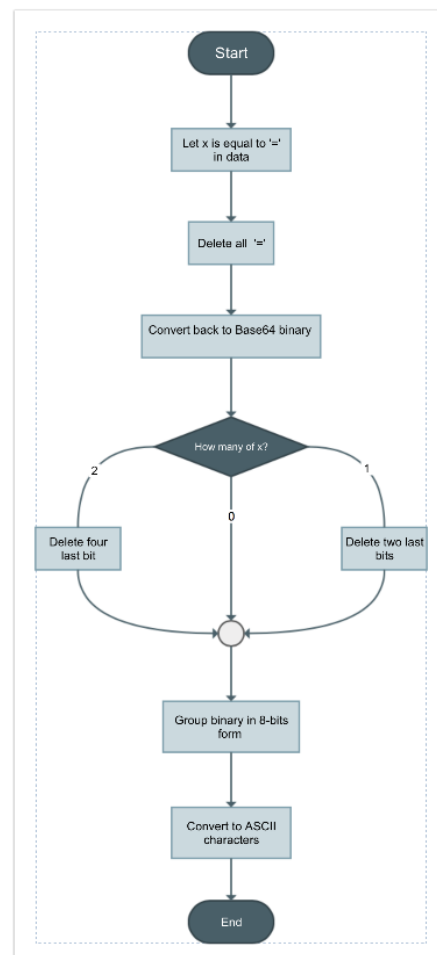 Start
Let x is equal to '='
in data
Delete all '='
Convert back to Base64 binary
How many of x?
2
0
1
Delete four
last bit
Delete two last
bits
Group binary in 8-bits
form
Convert to ASCII
characters
End